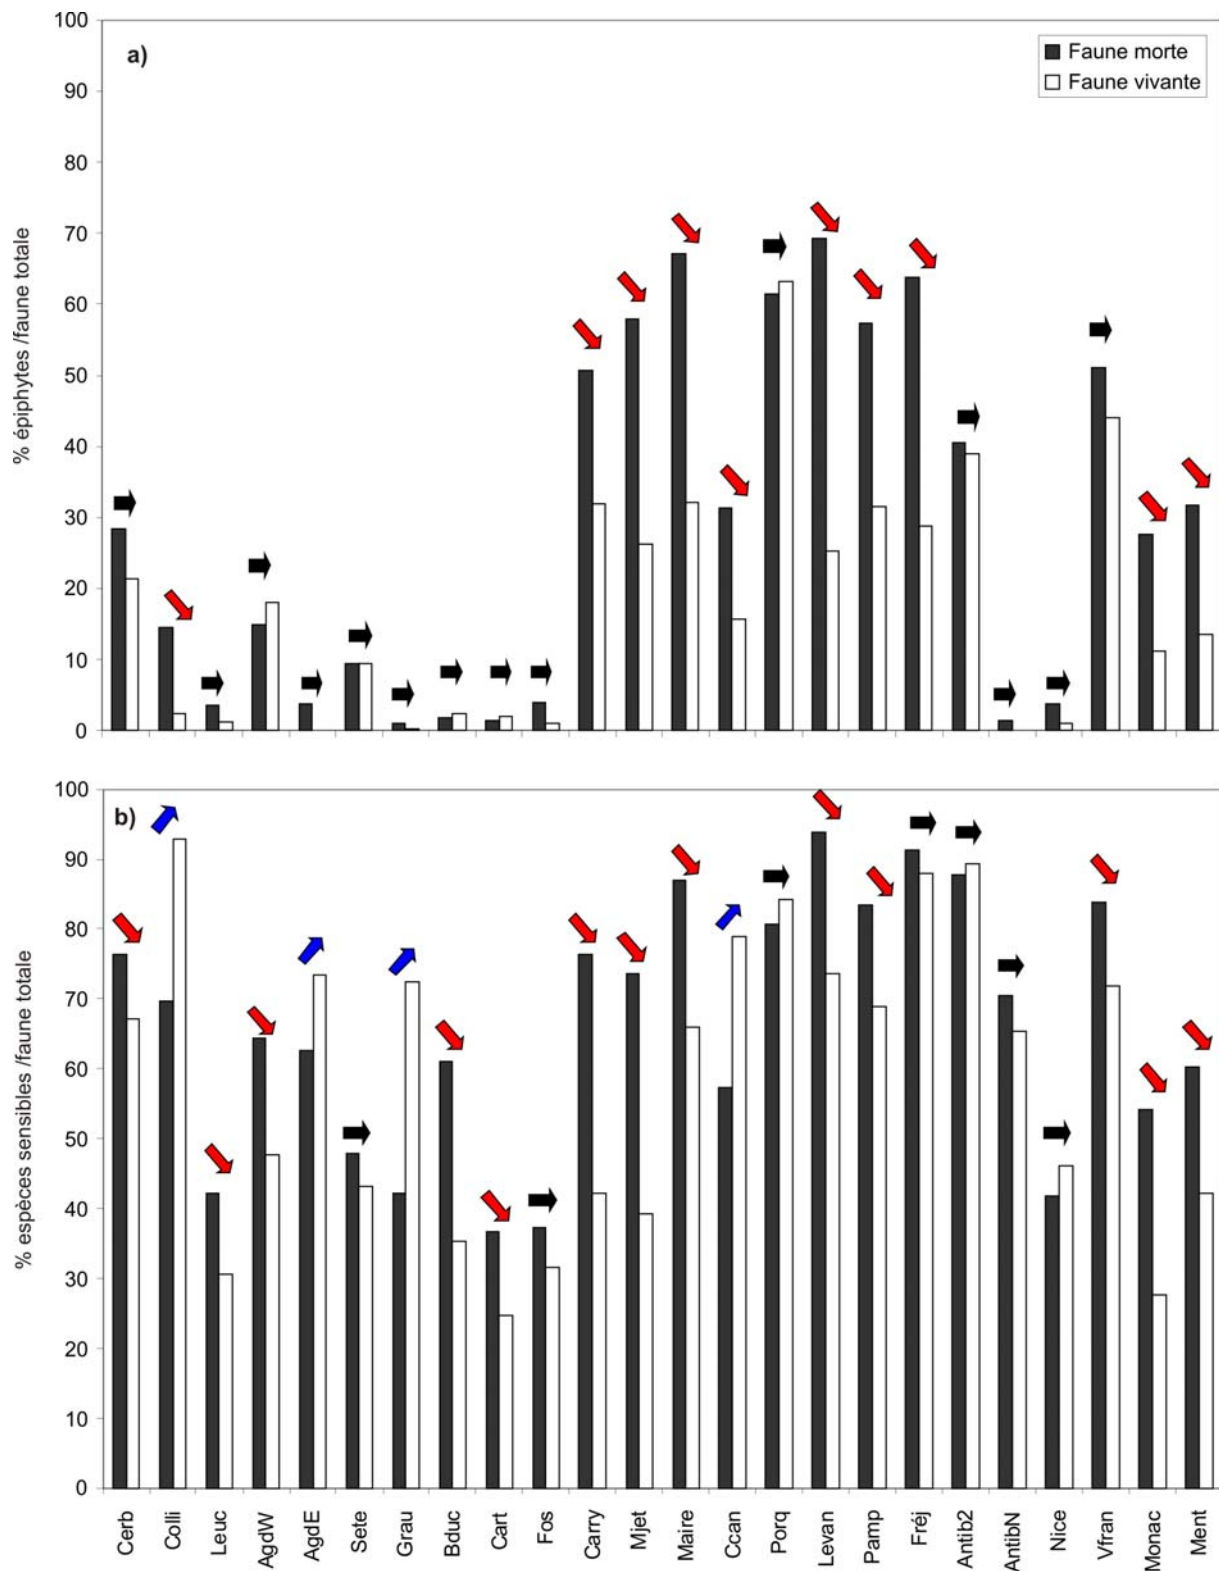 100
90
80
70
60
50
40
30
20
10
0
% épiphytes /faune totale
a)
Faune morte
Faune vivante
100
90
80
70
60
50
40
30
20
10
0
% espèces sensibles /faune totale
b)
Cerb
Colli
Leuc
AgdW
AgdE
Sete
Grau
Bduc
Cart
Fos
Carry
Mjet
Maire
Ccan
Porq
Levan
Pamp
Fréj
Antib2
AntibN
Nice
Vfran
Monac
Ment